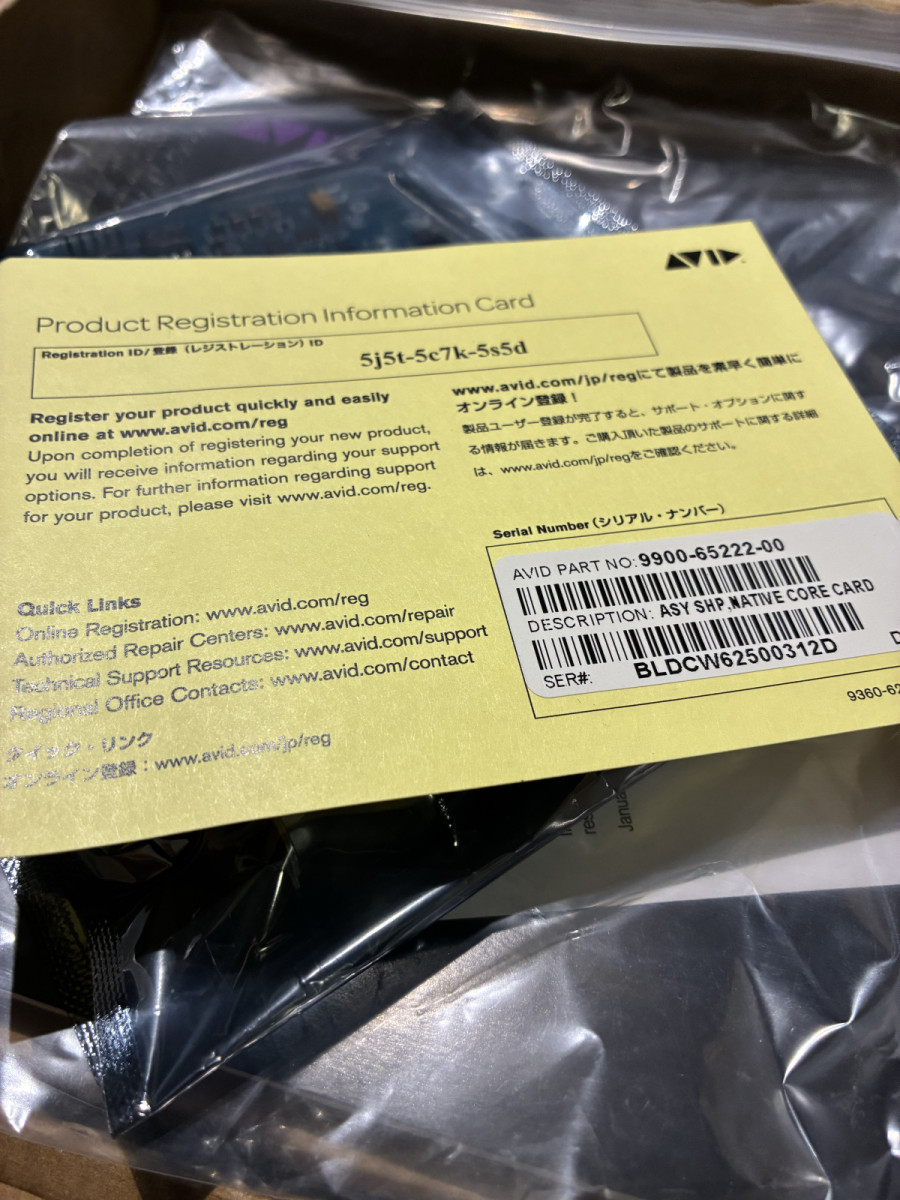 AVID
Product Registration Information Card
Registration ID/登録（レジストレーション）ID
5j5t-5c7k-5s5d
Register your product quickly and easily
online at www.avid.com/reg
Upon completion of registering your new product,
you will receive information regarding your support
options. For further information regarding support
for your product, please visit www.avid.com/reg.
www.avid.com/jp/regにて製品を素早く簡単に
オンライン登録！
製品ユーザー登録が完了すると、サポート・オプションに関す
る情報が届きます。ご購入頂いた製品のサポートに関する詳細
は、www.avid.com/jp/regをご確認ください。
Serial Number（シリアル・ナンバー）
AVID PART NO: 9900-65222-00
DESCRIPTION: ASY SHP,NATIVE CORE CARD
SER#: BLDCW62500312D
D
9360-62
Quick Links
Online Registration: www.avid.com/reg
Authorized Repair Centers: www.avid.com/repair
Technical Support Resources: www.avid.com/support
Regional Office Contacts: www.avid.com/contact
クイック・リンク
オンライン登録：www.avid.com/jp/reg
res
Janua